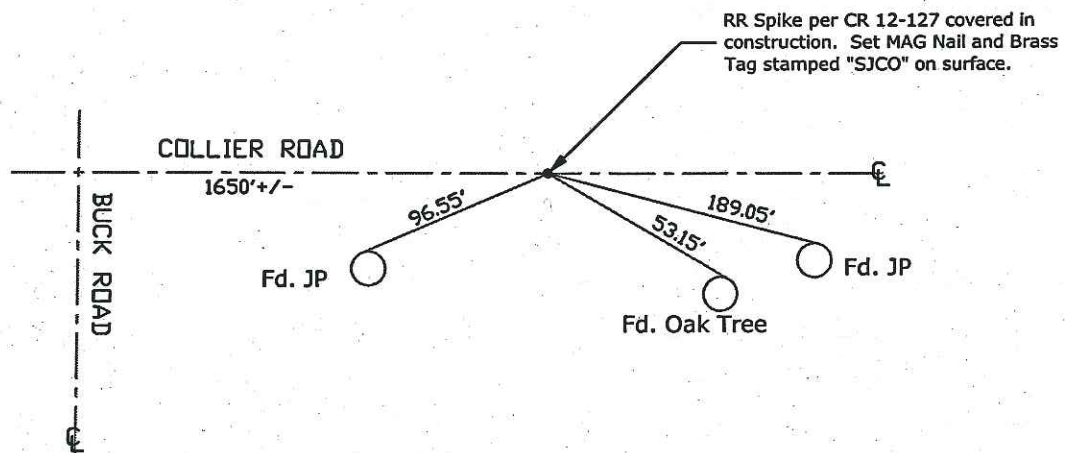 RR Spike per CR 12-127 covered in
construction. Set MAG Nail and Brass
Tag stamped "SJCO" on surface.
COLLIER ROAD
1650'+/-
℄
BUCK ROAD
96.55'
189.05'
53.15'
Fd. JP
Fd. JP
Fd. Oak Tree
℄